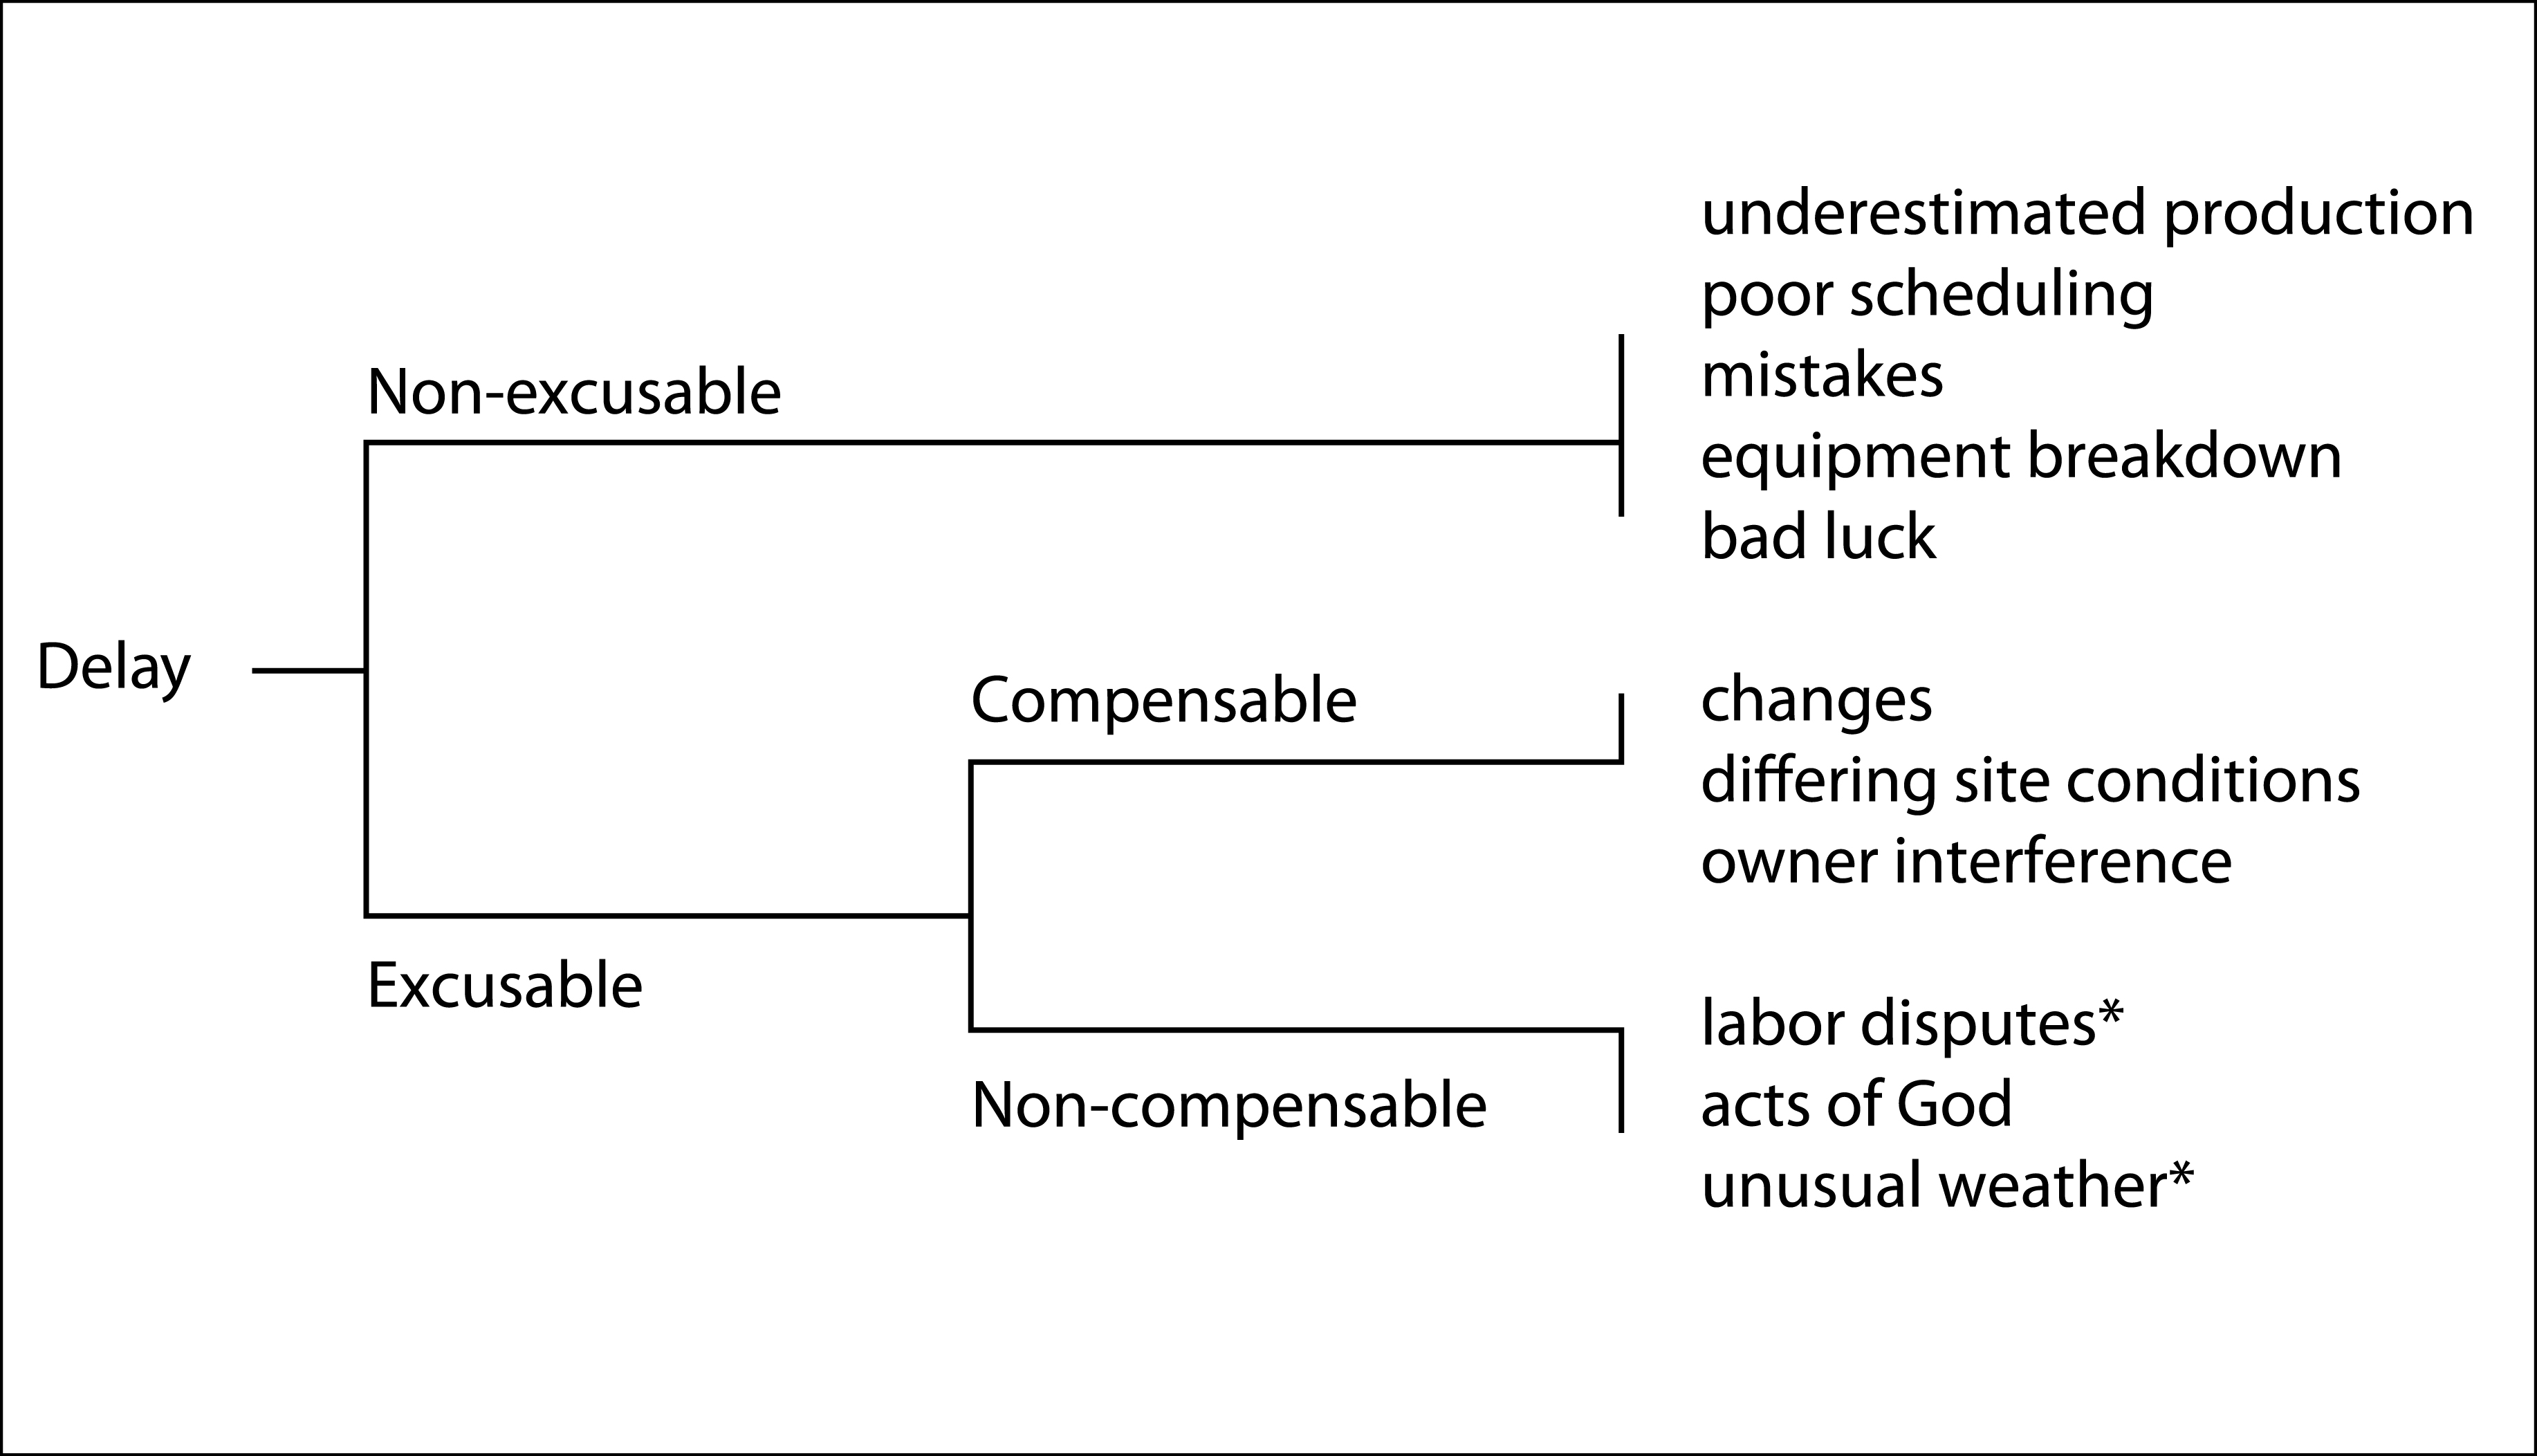 underestimated production
poor scheduling
mistakes
equipment breakdown
bad luck
Non-excusable
Delay
Compensable
changes
differing site conditions
owner interference
Excusable
Non-compensable
labor disputes*
acts of God
unusual weather*